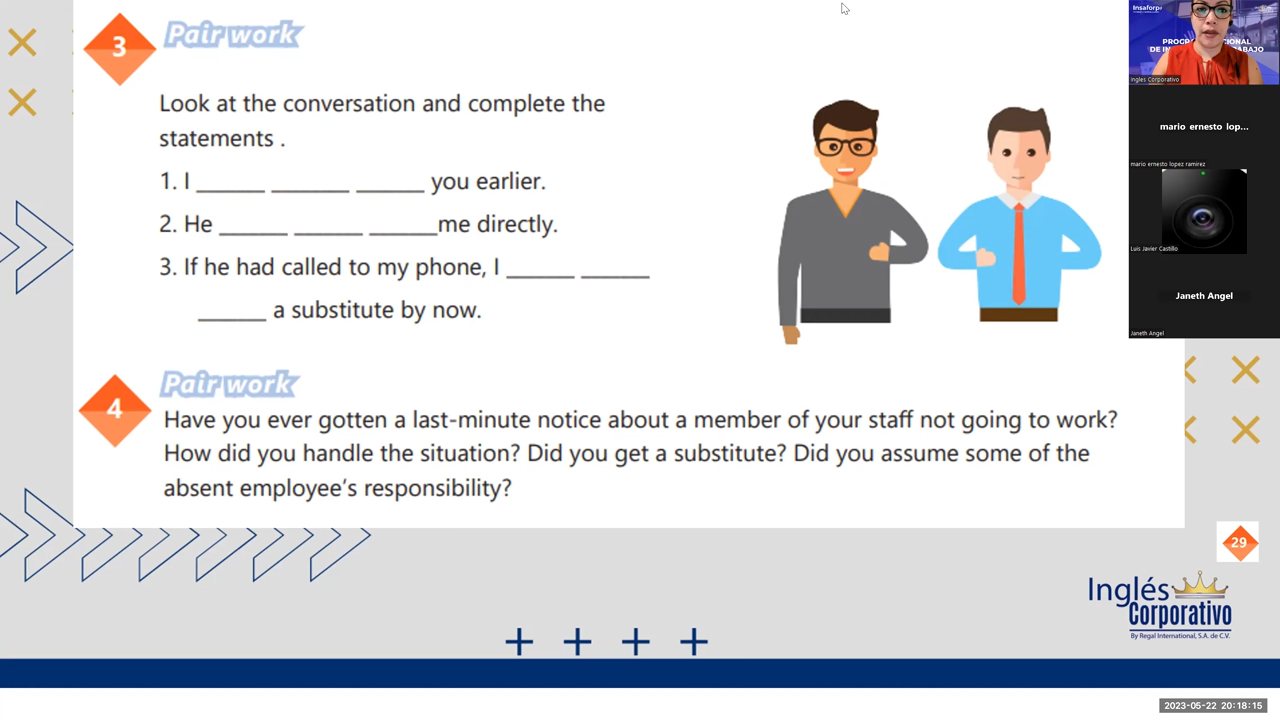 3
Pair work
Look at the conversation and complete the
statements .
1. I ______ _______ ______ you earlier.
2. He ______ ______ ______me directly.
3. If he had called to my phone, I ______ ______
______ a substitute by now.
4
Pair work
Have you ever gotten a last-minute notice about a member of your staff not going to work?
How did you handle the situation? Did you get a substitute? Did you assume some of the
absent employee's responsibility?
29
Inglés
Corporativo
By Regal International, S.A. de C.V.
Insaforp
Ingles Corporativo
mario ernesto lop...
mario ernesto lopez ramirez
Luis Javier Castillo
Janeth Angel
Janeth Angel
2023-05-22 20:18:15